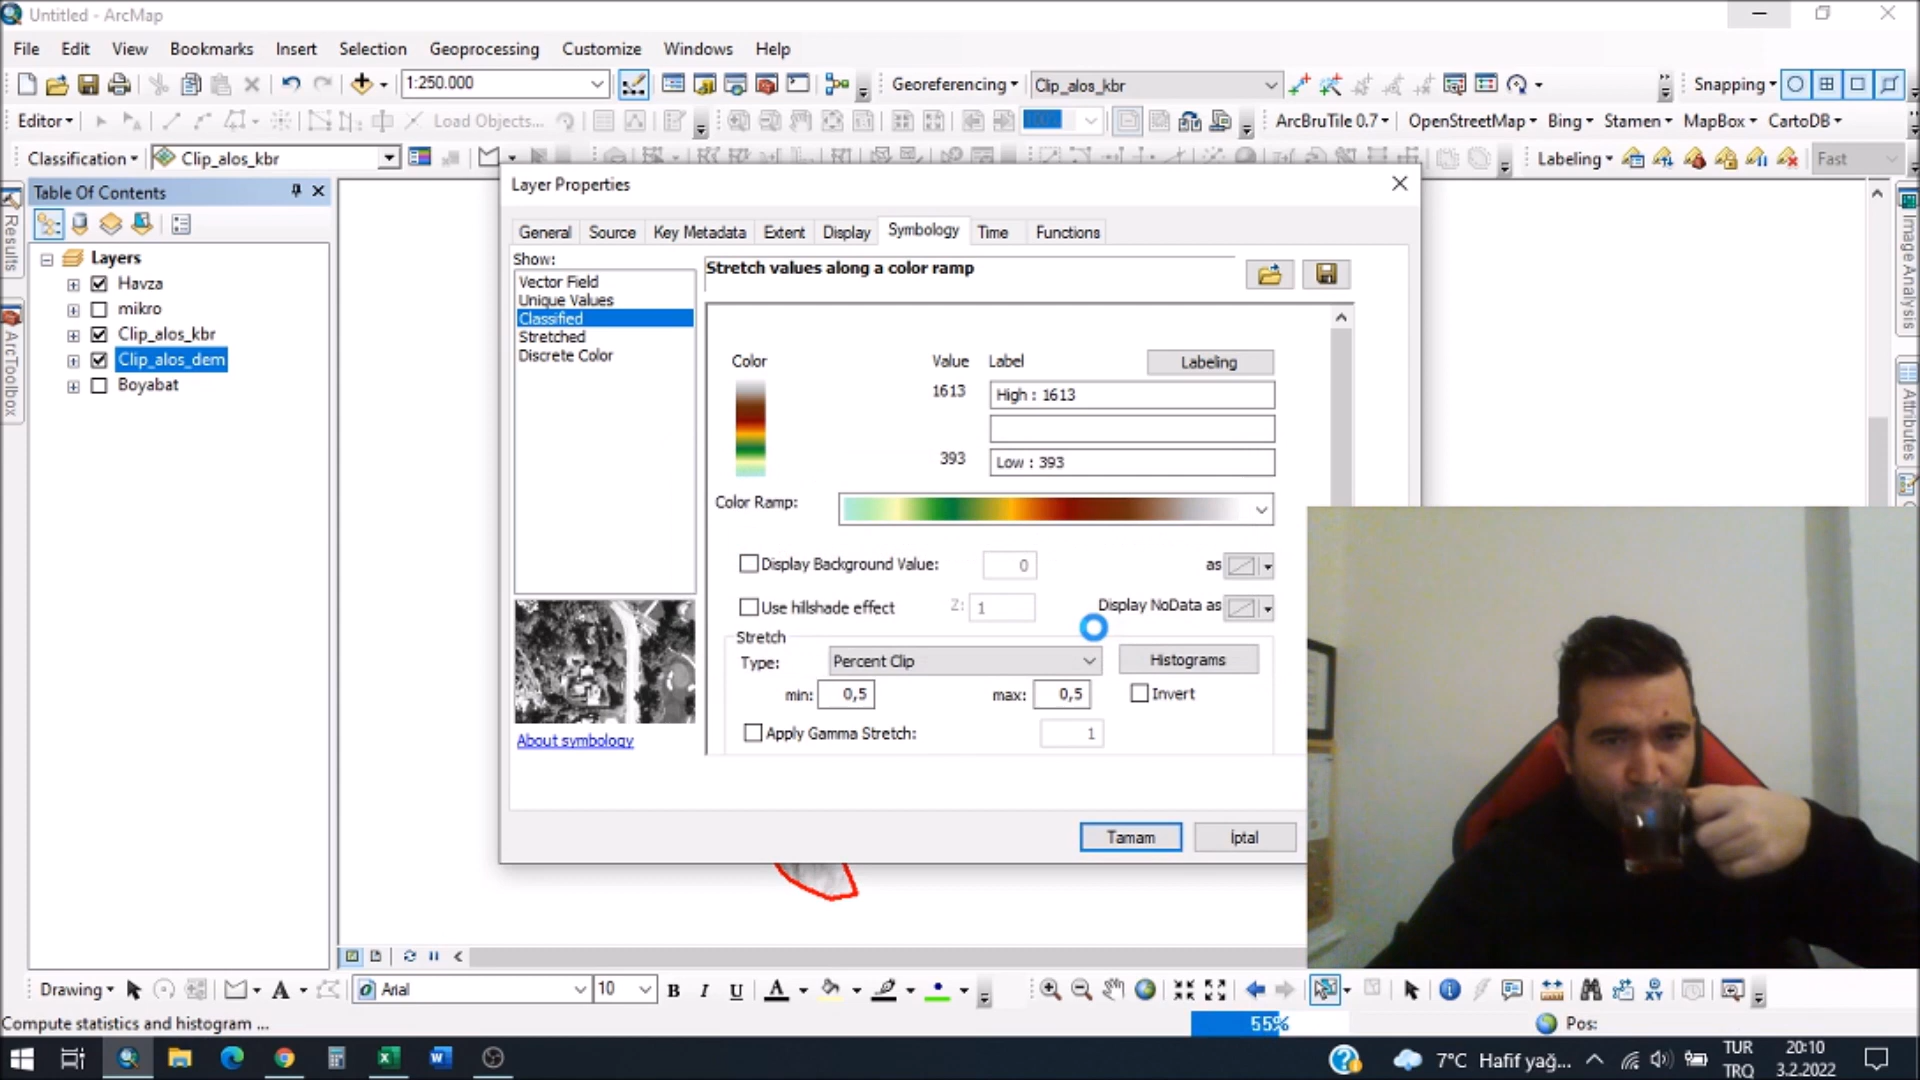 Untitled - ArcMap
File Edit View Bookmarks Insert Selection Geoprocessing Customize Windows Help
1:250.000 Georeferencing Clip_alos_kbr Snapping
Editor Load Objects... ArcBruTile 0.7 OpenStreetMap Bing Stamen MapBox CartoDB
Classification Clip_alos_kbr Labeling Fast
Table Of Contents
Layers
Havza
mikro
Clip_alos_kbr
Clip_alos_dem
Boyabat
Results
ArcToolbox
Layer Properties
General Source Key Metadata Extent Display Symbology Time Functions
Show:
Vector Field
Unique Values
Classified
Stretched
Discrete Color
About symbology
Stretch values along a color ramp
Color Value Label Labeling
1613 High : 1613
393 Low : 393
Color Ramp:
Display Background Value: 0 as
Use hillshade effect Z: 1 Display NoData as
Stretch
Type: Percent Clip Histograms
min: 0,5 max: 0,5 Invert
Apply Gamma Stretch: 1
Tamam İptal
Image Analysis
Attributes
Drawing A Arial 10 B I U A
Compute statistics and histogram ... 55% Pos:
7°C Hafif yağ... TUR 20:10
TRQ 3.2.2022